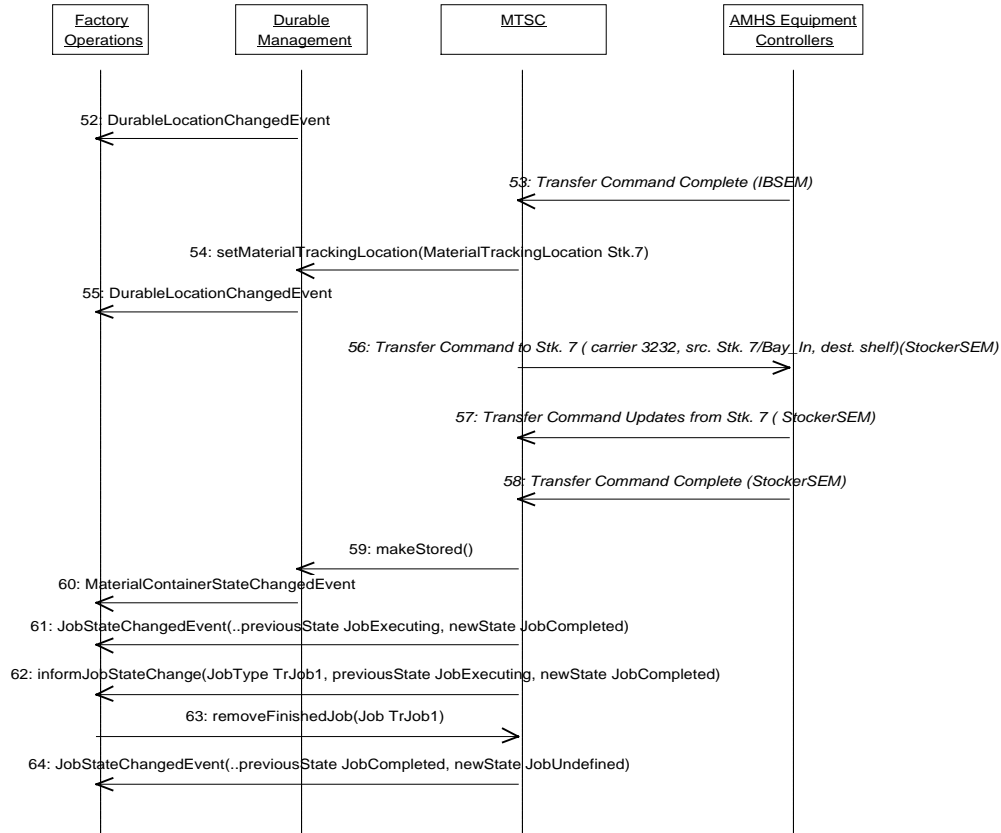 Factory
Operations
Durable
Management
MTSC
AMHS Equipment
Controllers
52: DurableLocationChangedEvent
53: Transfer Command Complete (IBSEM)
54: setMaterialTrackingLocation(MaterialTrackingLocation Stk.7)
55: DurableLocationChangedEvent
56: Transfer Command to Stk. 7 ( carrier 3232, src. Stk. 7/Bay_In, dest. shelf)(StockerSEM)
57: Transfer Command Updates from Stk. 7 ( StockerSEM)
58: Transfer Command Complete (StockerSEM)
59: makeStored()
60: MaterialContainerStateChangedEvent
61: JobStateChangedEvent(..previousState JobExecuting, newState JobCompleted)
62: informJobStateChange(JobType TrJob1, previousState JobExecuting, newState JobCompleted)
63: removeFinishedJob(Job TrJob1)
64: JobStateChangedEvent(..previousState JobCompleted, newState JobUndefined)